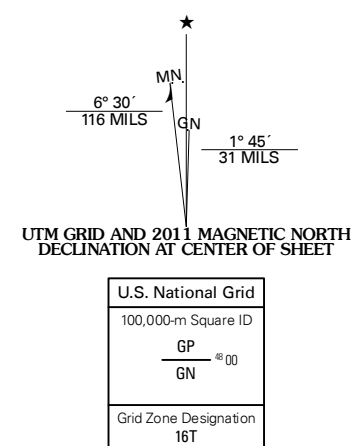 ★
M.N.
6° 30´
116 MILS
GN
1° 45´
31 MILS
UTM GRID AND 2011 MAGNETIC NORTH
DECLINATION AT CENTER OF SHEET
U.S. National Grid
100,000-m Square ID
GP
48 00
GN
Grid Zone Designation
16T